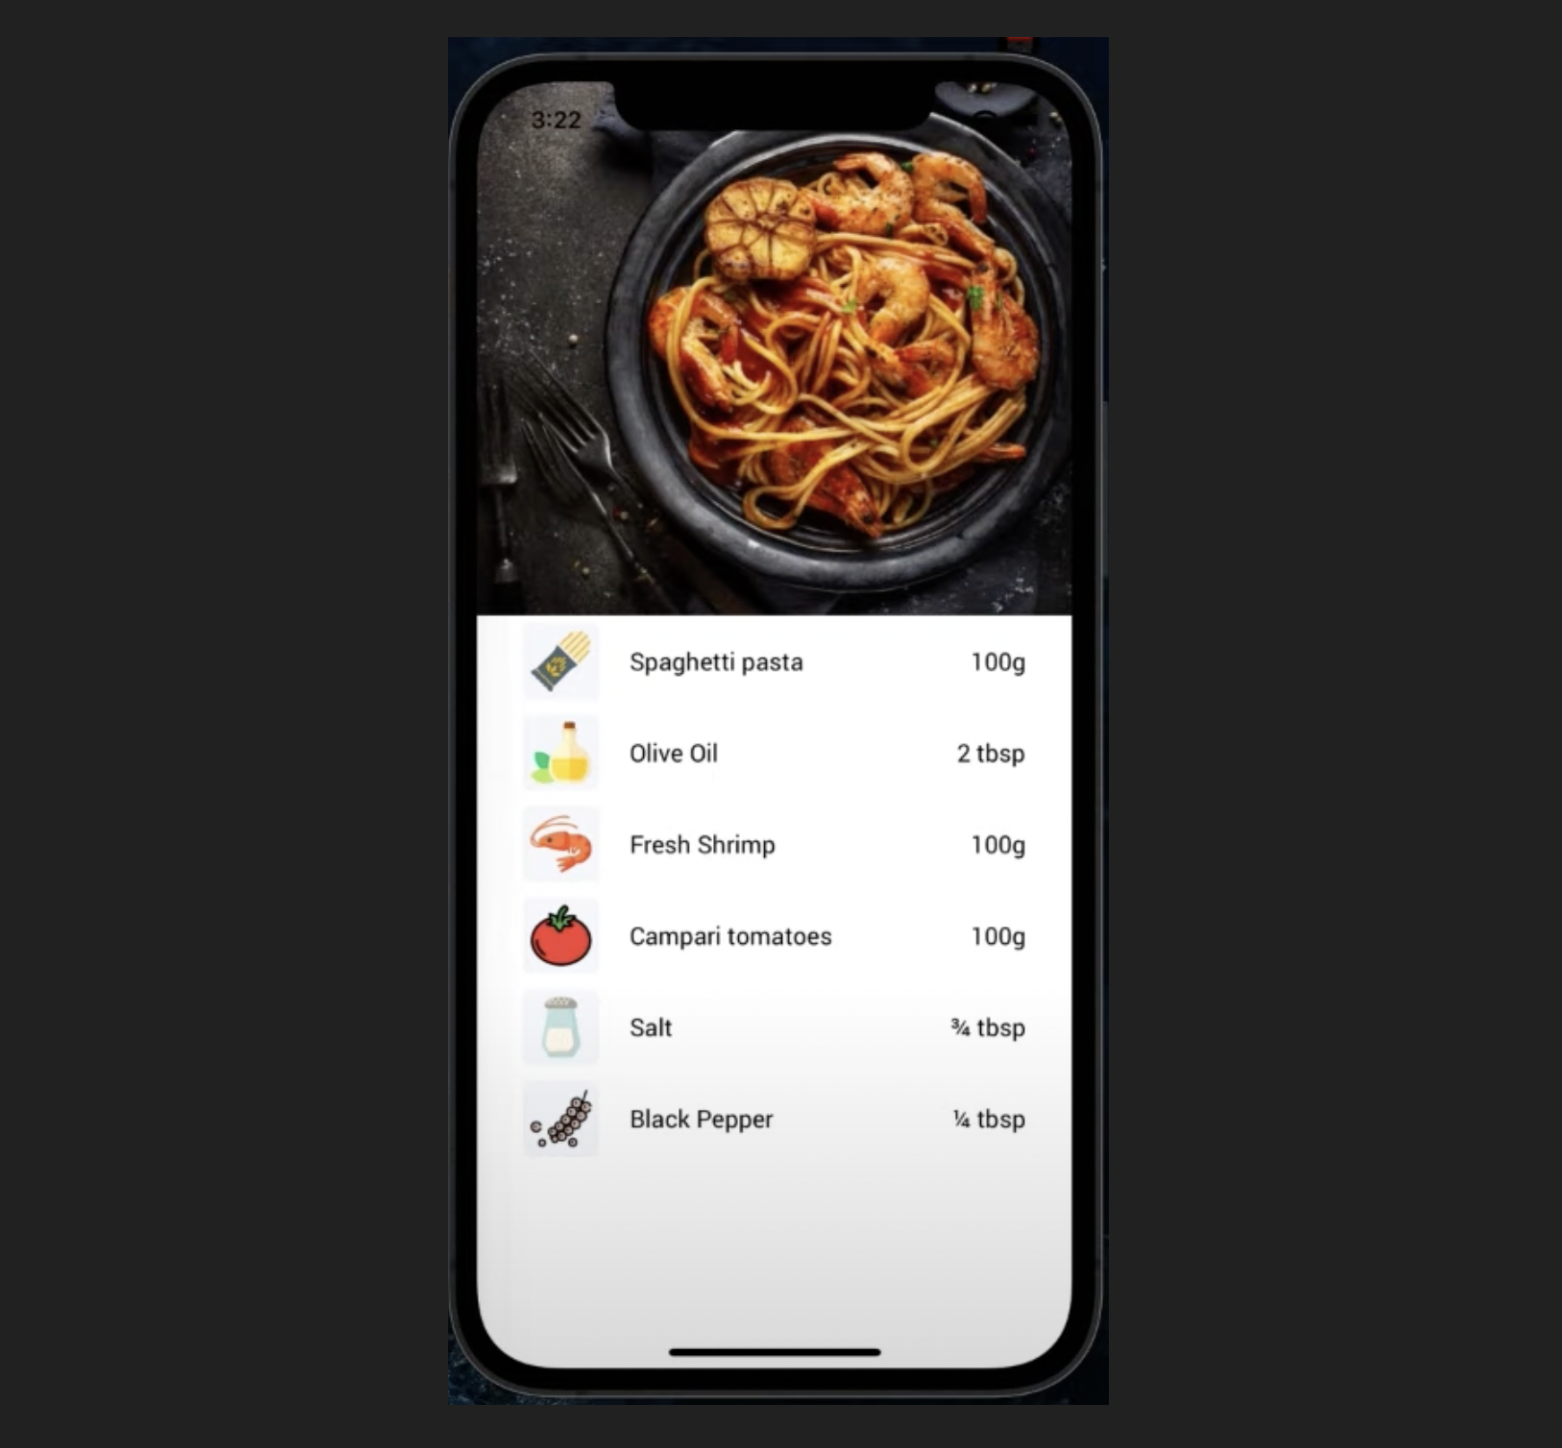 3:22
Spaghetti pasta 100g
Olive Oil 2 tbsp
Fresh Shrimp 100g
Campari tomatoes 100g
Salt ¾ tbsp
Black Pepper ¼ tbsp